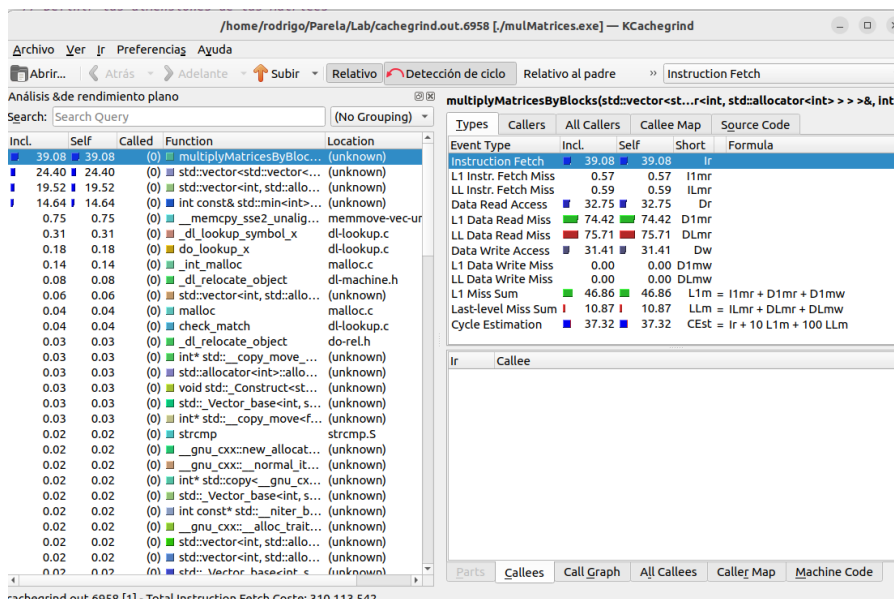 /home/rodrigo/Parela/Lab/cachegrind.out.6958 [./mulMatrices.exe] — KCachegrind
Archivo Ver Ir Preferencias Ayuda
Abrir... Atrás Adelante Subir Relativo Detección de ciclo Relativo al padre » Instruction Fetch
Análisis &de rendimiento plano
Search: Search Query (No Grouping)
Incl. Self Called Function Location
39.08 39.08 (0) multiplyMatricesByBloc... (unknown)
24.40 24.40 (0) std::vector<std::vector<... (unknown)
19.52 19.52 (0) std::vector<int, std::allo... (unknown)
14.64 14.64 (0) int const& std::min<int>... (unknown)
0.75 0.75 (0) __memcpy_sse2_unalig... memmove-vec-ur
0.31 0.31 (0) _dl_lookup_symbol_x dl-lookup.c
0.18 0.18 (0) do_lookup_x dl-lookup.c
0.14 0.14 (0) _int_malloc malloc.c
0.08 0.08 (0) _dl_relocate_object dl-machine.h
0.06 0.06 (0) std::vector<int, std::allo... (unknown)
0.04 0.04 (0) malloc malloc.c
0.04 0.04 (0) check_match dl-lookup.c
0.03 0.03 (0) _dl_relocate_object do-rel.h
0.03 0.03 (0) int* std::__copy_move_... (unknown)
0.03 0.03 (0) std::allocator<int>::allo... (unknown)
0.03 0.03 (0) void std::_Construct<st... (unknown)
0.03 0.03 (0) std::_Vector_base<int, s... (unknown)
0.03 0.03 (0) int* std::__copy_move<f... (unknown)
0.02 0.02 (0) strcmp strcmp.S
0.02 0.02 (0) __gnu_cxx::new_allocat... (unknown)
0.02 0.02 (0) __gnu_cxx::__normal_it... (unknown)
0.02 0.02 (0) int* std::copy<__gnu_cx... (unknown)
0.02 0.02 (0) std::_Vector_base<int, s... (unknown)
0.02 0.02 (0) int const* std::__niter_b... (unknown)
0.02 0.02 (0) __gnu_cxx::__alloc_trait... (unknown)
0.02 0.02 (0) std::vector<int, std::allo... (unknown)
0.02 0.02 (0) std::vector<int, std::allo... (unknown)
0.02 0.02 (0) std::_Vector_base<int, s... (unknown)
multiplyMatricesByBlocks(std::vector<st...r<int, std::allocator<int> > > >&, int
Types Callers All Callers Callee Map Source Code
Event Type Incl. Self Short Formula
Instruction Fetch 39.08 39.08 Ir
L1 Instr. Fetch Miss 0.57 0.57 I1mr
LL Instr. Fetch Miss 0.59 0.59 ILmr
Data Read Access 32.75 32.75 Dr
L1 Data Read Miss 74.42 74.42 D1mr
LL Data Read Miss 75.71 75.71 DLmr
Data Write Access 31.41 31.41 Dw
L1 Data Write Miss 0.00 0.00 D1mw
LL Data Write Miss 0.00 0.00 DLmw
L1 Miss Sum 46.86 46.86 L1m = I1mr + D1mr + D1mw
Last-level Miss Sum 10.87 10.87 LLm = ILmr + DLmr + DLmw
Cycle Estimation 37.32 37.32 CEst = Ir + 10 L1m + 100 LLm
Ir Callee
Parts Callees Call Graph All Callees Caller Map Machine Code
cachegrind.out.6958 [1] - Total Instruction Fetch Coste: 310 113 542